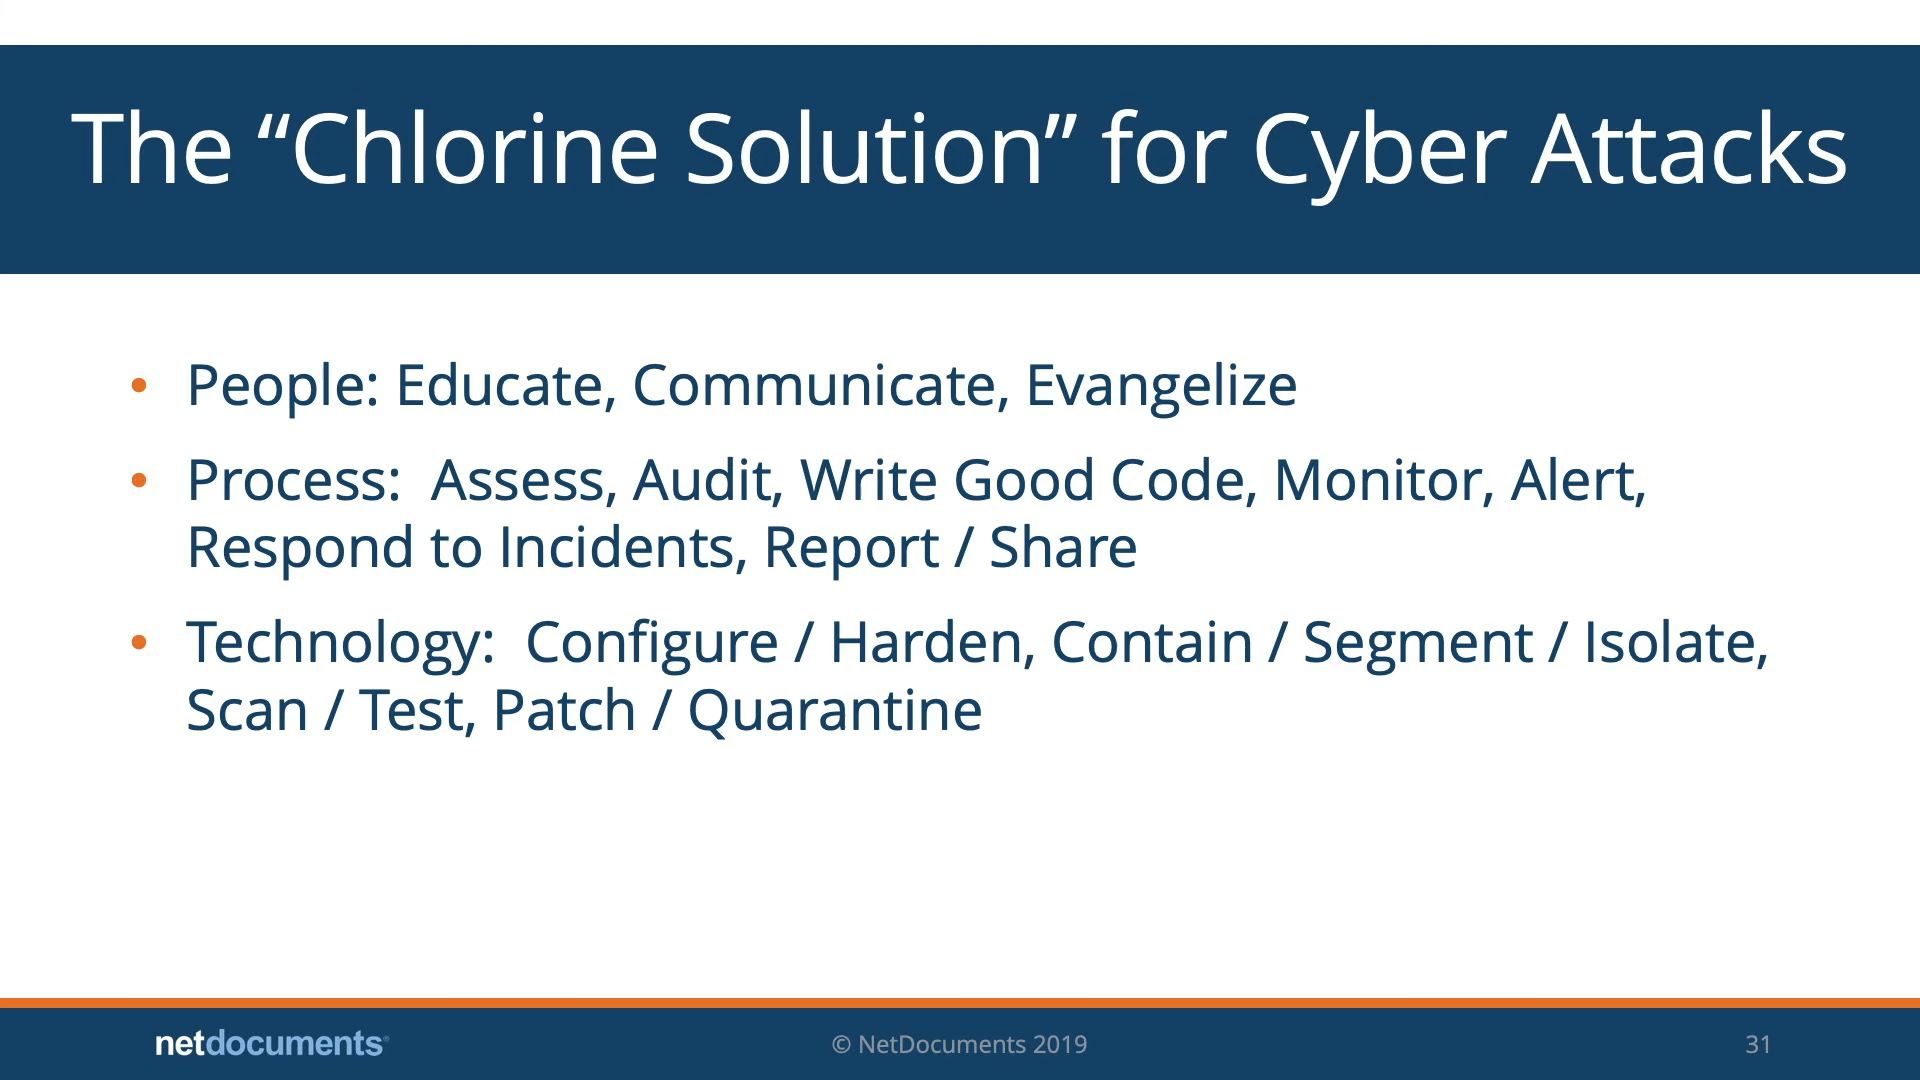 The “Chlorine Solution” for Cyber Attacks
• People: Educate, Communicate, Evangelize
• Process:  Assess, Audit, Write Good Code, Monitor, Alert,
Respond to Incidents, Report / Share
• Technology:  Configure / Harden, Contain / Segment / Isolate,
Scan / Test, Patch / Quarantine
netdocuments®
© NetDocuments 2019
31